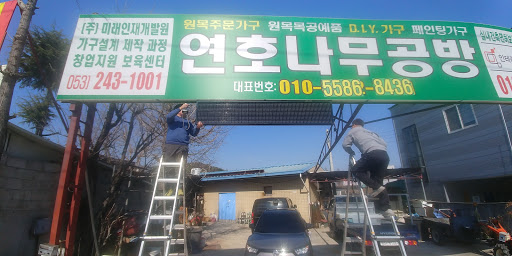 (주) 미래인재개발원
가구설계 제작 과정
창업지원 보육센터
053) 243-1001
원목주문가구 원목목공예품 D.I.Y. 가구 페인팅가구
연호나무공방
대표번호: 010-5586-8436